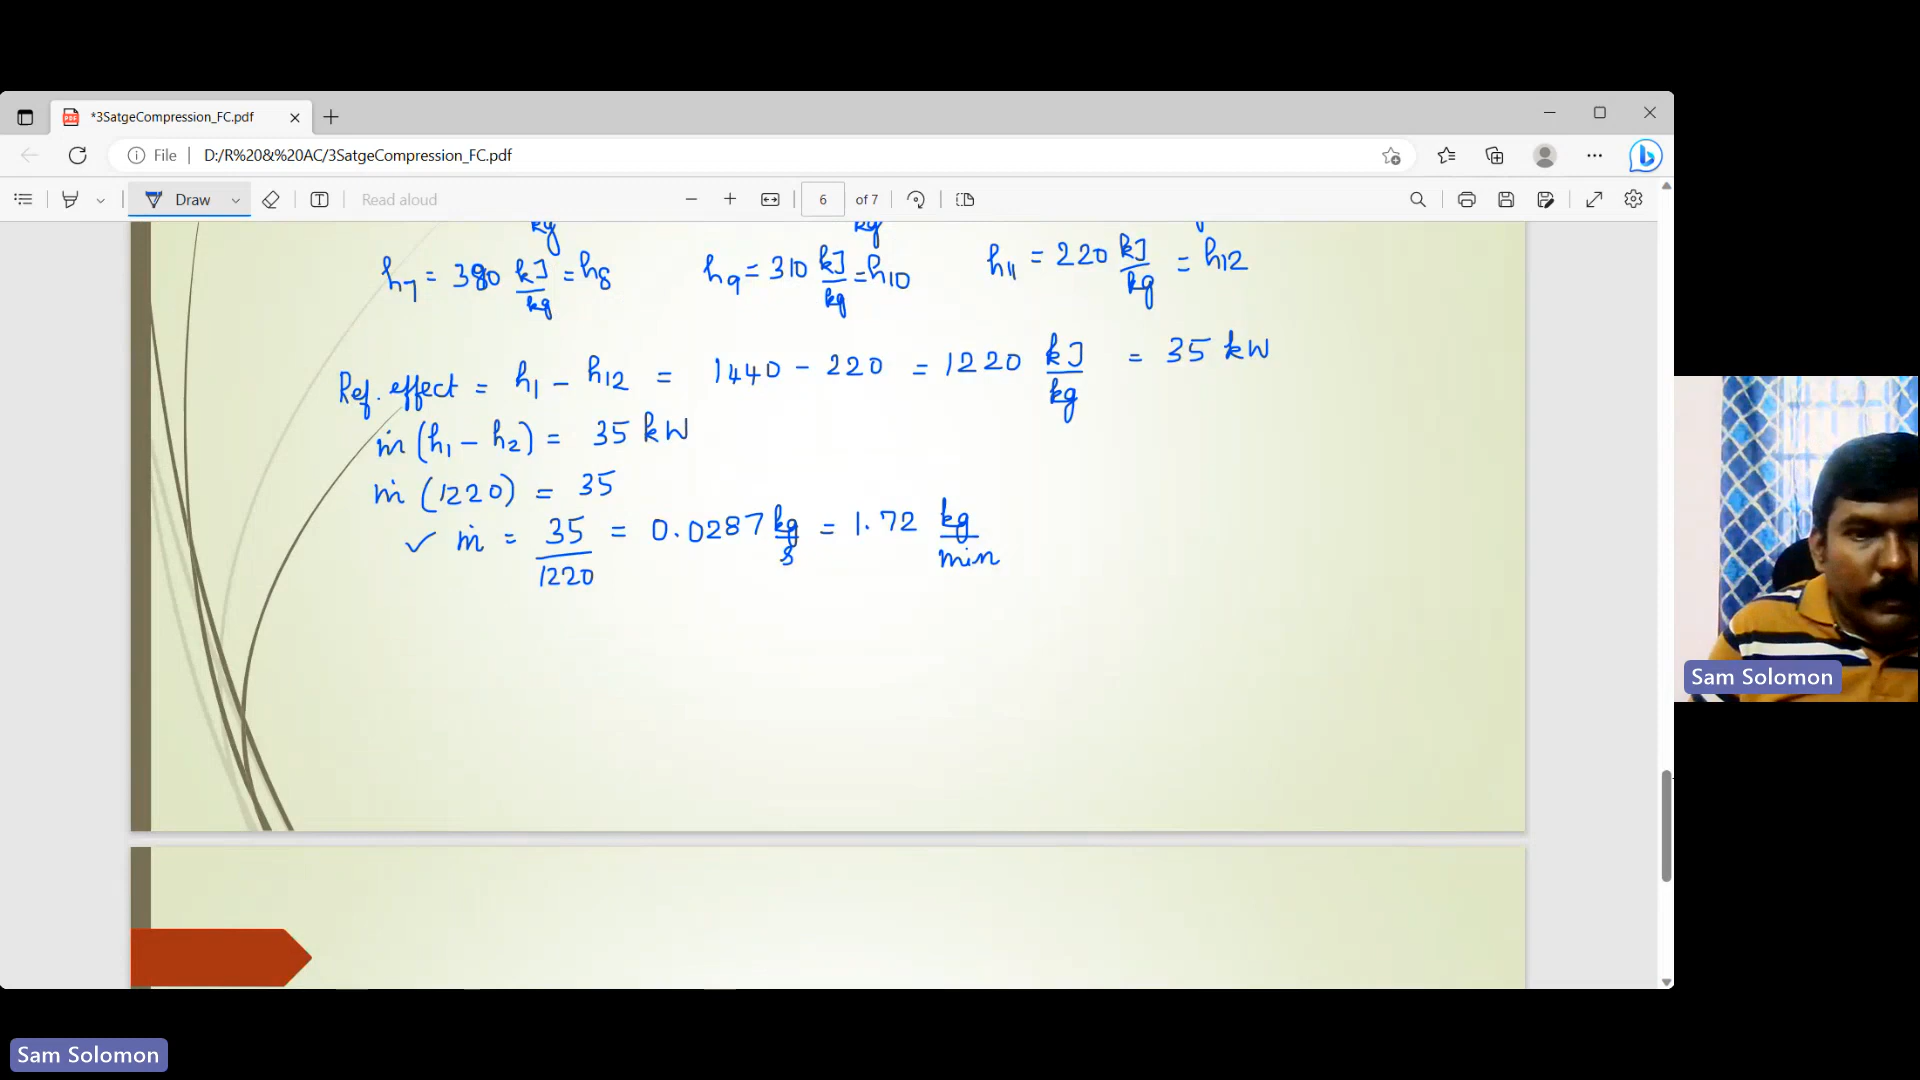 *3SatgeCompression_FC.pdf
File D:/R%20&%20AC/3SatgeCompression_FC.pdf
Draw Read aloud 6 of 7
kg kg
h7 = 380 kJ/kg = h8 h9 = 310 kJ/kg = h10 h11 = 220 kJ/kg = h12
Ref. effect = h1 - h12 = 1440 - 220 = 1220 kJ/kg = 35 kW
ṁ (h1 - h2) = 35 kW
ṁ (1220) = 35
✓ ṁ = 35/1220 = 0.0287 kg/s = 1.72 kg/min
Sam Solomon
Sam Solomon